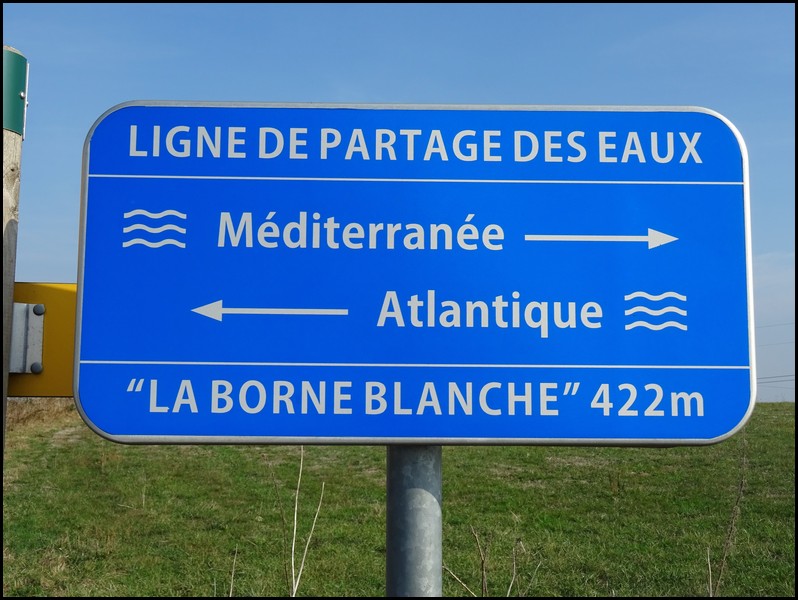 LIGNE DE PARTAGE DES EAUX
Méditerranée
Atlantique
“LA BORNE BLANCHE” 422m